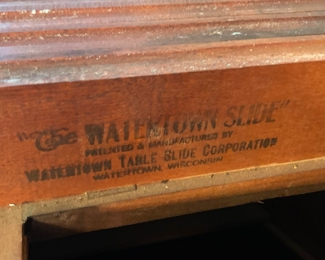 "The WATERTOWN SLIDE"
PATENTED & MANUFACTURED BY
WATERTOWN TABLE SLIDE CORPORATION
WATERTOWN, WISCONSIN